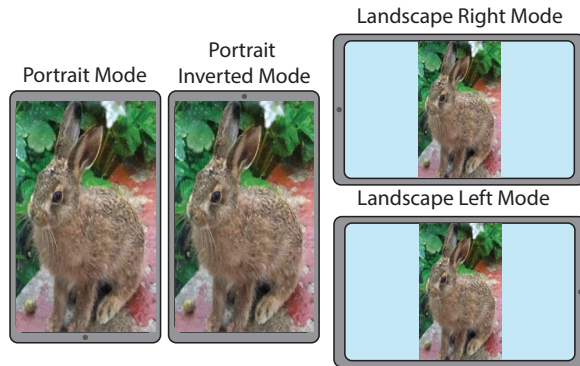 Portrait Mode
Portrait
Inverted Mode
Landscape Right Mode
Landscape Left Mode